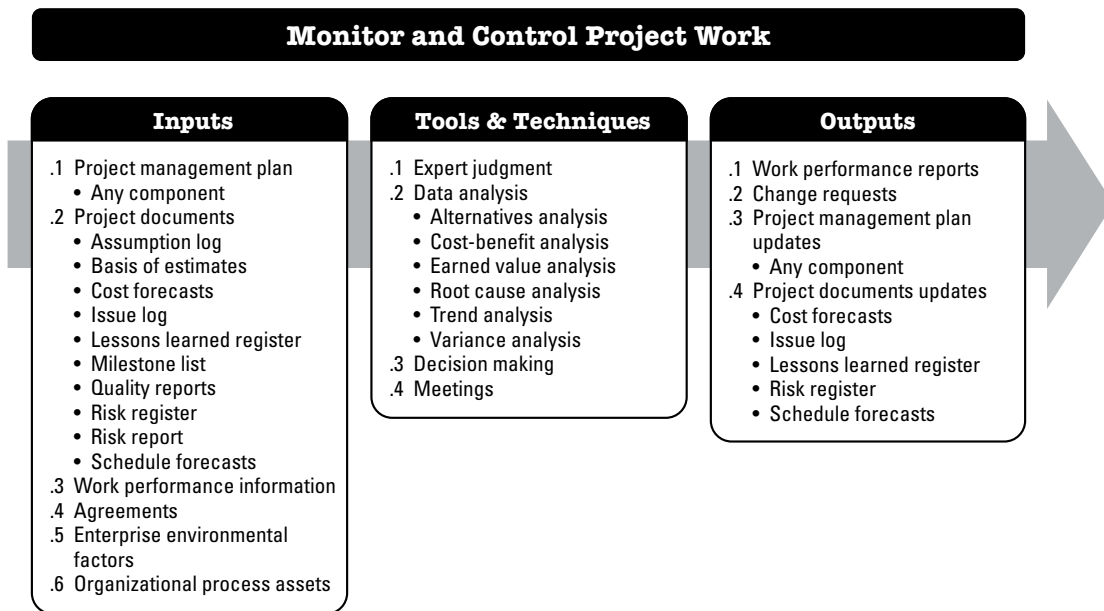 Monitor and Control Project Work
Inputs
.1 Project management plan
• Any component
.2 Project documents
• Assumption log
• Basis of estimates
• Cost forecasts
• Issue log
• Lessons learned register
• Milestone list
• Quality reports
• Risk register
• Risk report
• Schedule forecasts
.3 Work performance information
.4 Agreements
.5 Enterprise environmental
factors
.6 Organizational process assets
Tools & Techniques
.1 Expert judgment
.2 Data analysis
• Alternatives analysis
• Cost-benefit analysis
• Earned value analysis
• Root cause analysis
• Trend analysis
• Variance analysis
.3 Decision making
.4 Meetings
Outputs
.1 Work performance reports
.2 Change requests
.3 Project management plan
updates
• Any component
.4 Project documents updates
• Cost forecasts
• Issue log
• Lessons learned register
• Risk register
• Schedule forecasts